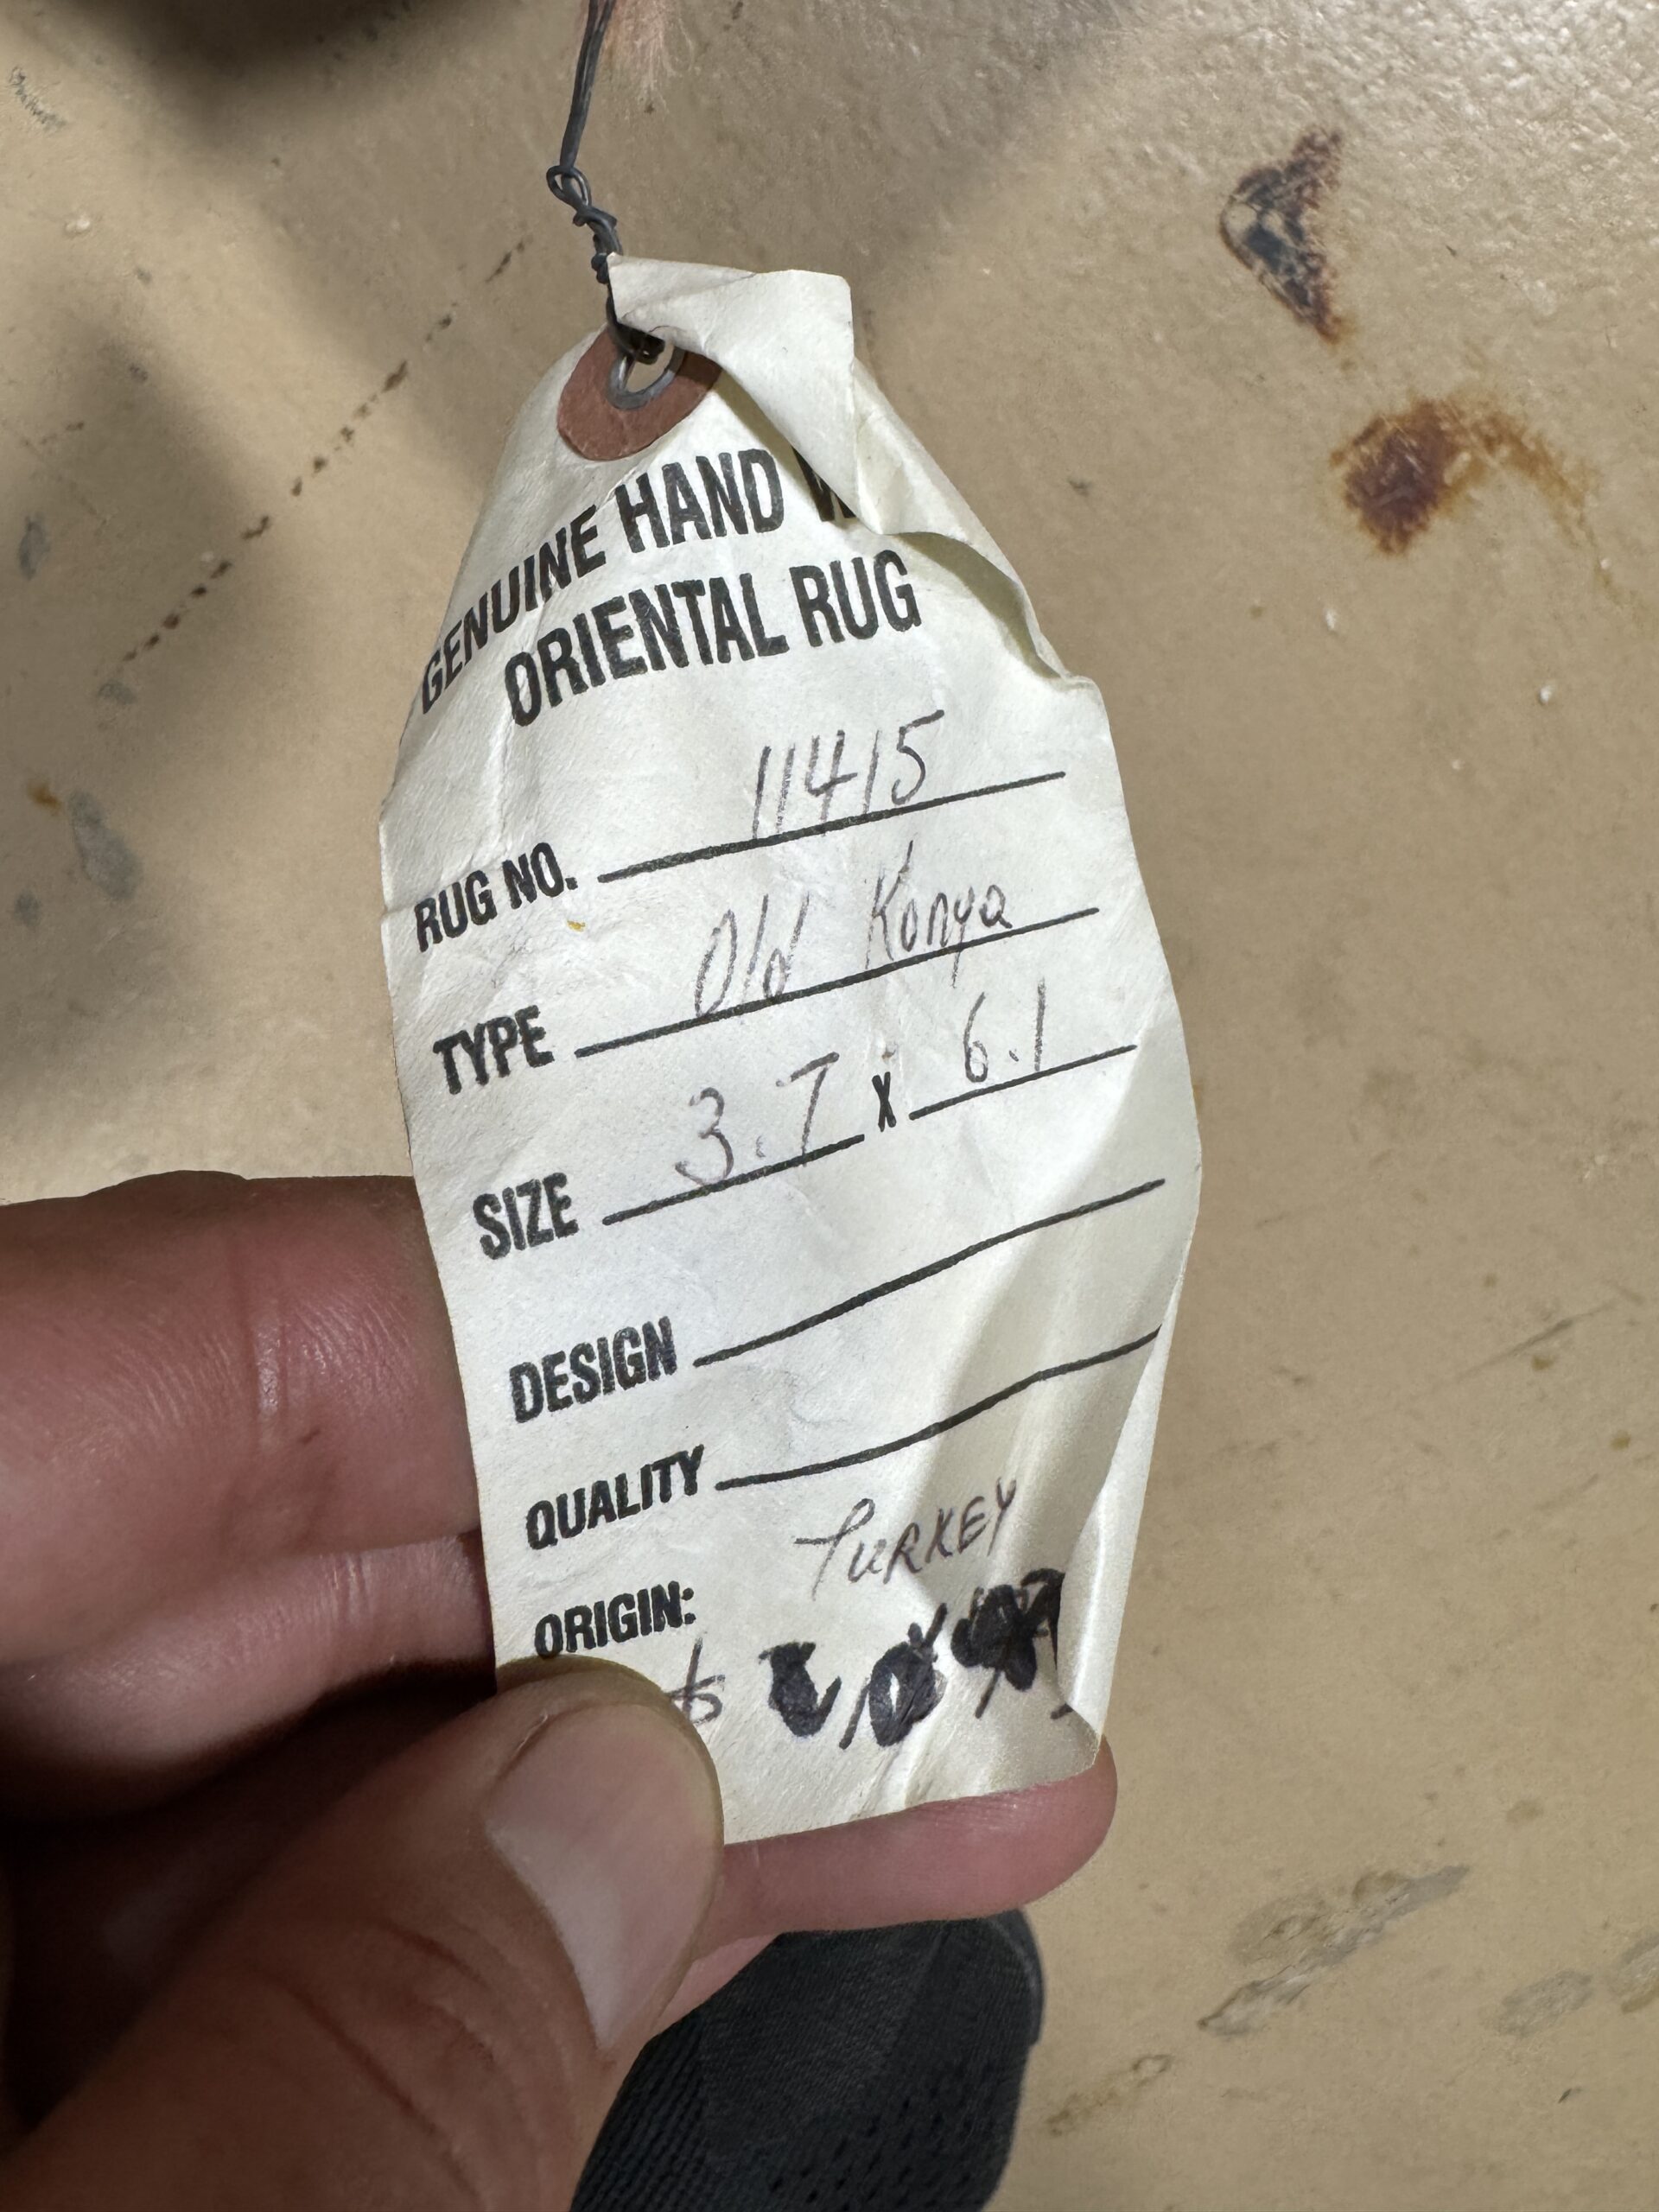 GENUINE HAND
ORIENTAL RUG
RUG NO. 11415
TYPE Old Konya
SIZE 3.7 x 6.1
DESIGN
QUALITY
ORIGIN: TURKEY
$